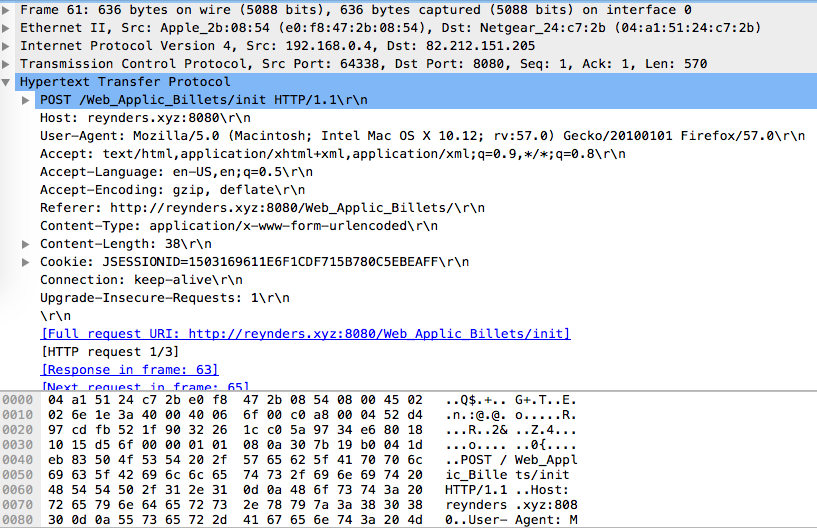 Frame 61: 636 bytes on wire (5088 bits), 636 bytes captured (5088 bits) on interface 0
Ethernet II, Src: Apple_2b:08:54 (e0:f8:47:2b:08:54), Dst: Netgear_24:c7:2b (04:a1:51:24:c7:2b)
Internet Protocol Version 4, Src: 192.168.0.4, Dst: 82.212.151.205
Transmission Control Protocol, Src Port: 64338, Dst Port: 8080, Seq: 1, Ack: 1, Len: 570
Hypertext Transfer Protocol
POST /Web_Applic_Billets/init HTTP/1.1\r\n
Host: reynders.xyz:8080\r\n
User-Agent: Mozilla/5.0 (Macintosh; Intel Mac OS X 10.12; rv:57.0) Gecko/20100101 Firefox/57.0\r\n
Accept: text/html,application/xhtml+xml,application/xml;q=0.9,*/*;q=0.8\r\n
Accept-Language: en-US,en;q=0.5\r\n
Accept-Encoding: gzip, deflate\r\n
Referer: http://reynders.xyz:8080/Web_Applic_Billets/\r\n
Content-Type: application/x-www-form-urlencoded\r\n
Content-Length: 38\r\n
Cookie: JSESSIONID=1503169611E6F1CDF715B780C5EBEAFF\r\n
Connection: keep-alive\r\n
Upgrade-Insecure-Requests: 1\r\n
\r\n
[Full request URI: http://reynders.xyz:8080/Web_Applic_Billets/init]
[HTTP request 1/3]
[Response in frame: 63]
[Next request in frame: 65]
0000 04 a1 51 24 c7 2b e0 f8 47 2b 08 54 08 00 45 02 ..Q$.+.. G+.T..E.
0010 02 6e 1e 3a 40 00 40 06 6f 00 c0 a8 00 04 52 d4 .n.:@.@. o.....R.
0020 97 cd fb 52 1f 90 32 26 1c c0 5a 97 34 e6 80 18 ...R..2& ..Z.4...
0030 10 15 d5 6f 00 00 01 01 08 0a 30 7b 19 b0 04 1d ...o.... ..0{....
0040 eb 83 50 4f 53 54 20 2f 57 65 62 5f 41 70 70 6c ..POST / Web_Appl
0050 69 63 5f 42 69 6c 6c 65 74 73 2f 69 6e 69 74 20 ic_Bille ts/init
0060 48 54 54 50 2f 31 2e 31 0d 0a 48 6f 73 74 3a 20 HTTP/1.1 ..Host:
0070 72 65 79 6e 64 65 72 73 2e 78 79 7a 3a 38 30 38 reynders .xyz:808
0080 30 0d 0a 55 73 65 72 2d 41 67 65 6e 74 3a 20 4d 0..User- Agent: M